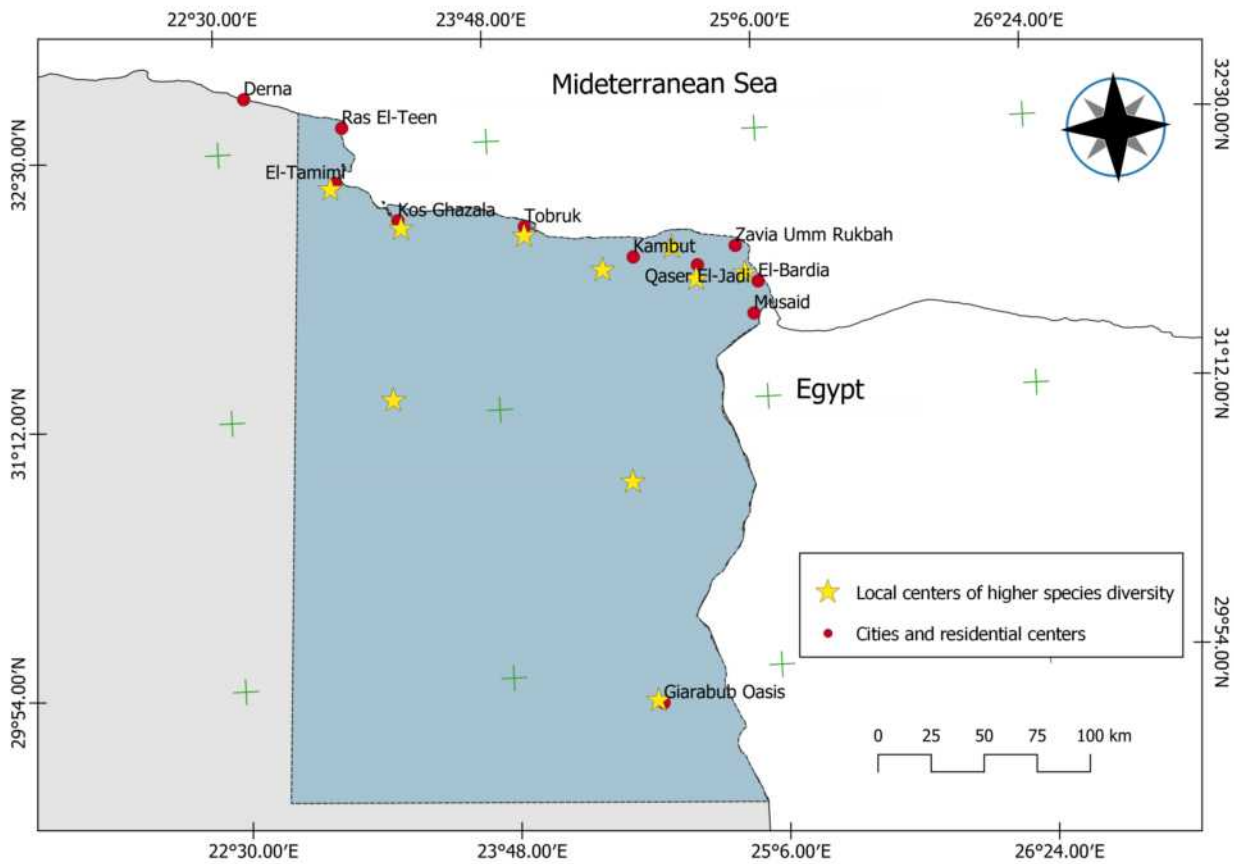 22°30.00′E 23°48.00′E 25°6.00′E 26°24.00′E
Mideterranean Sea
Derna
Ras El-Teen
32°30.00′N
32°30.00′N
El-Tamimi
Kos Ghazala
Tobruk
Zavia Umm Rukbah
Kambut
Qaser El-Jadi
El-Bardia
Musaid
31°12.00′N
Egypt
31°12.00′N
Local centers of higher species diversity
Cities and residential centers
29°54.00′N
Giarabub Oasis
29°54.00′N
0 25 50 75 100 km
22°30.00′E 23°48.00′E 25°6.00′E 26°24.00′E